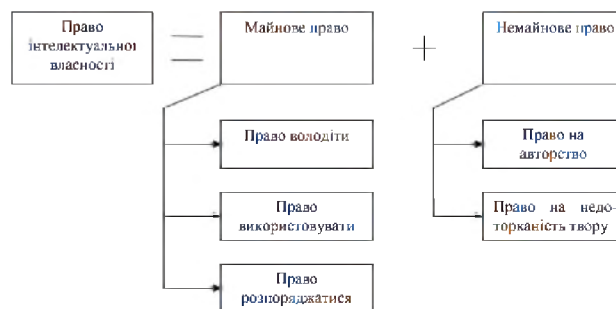 Право
інтелектуальної
власності
=
Майнове право
+
Немайнове право
Право володіти
Право
використовувати
Право
розпоряджатися
Право на
авторство
Право на недо-
торканість твору